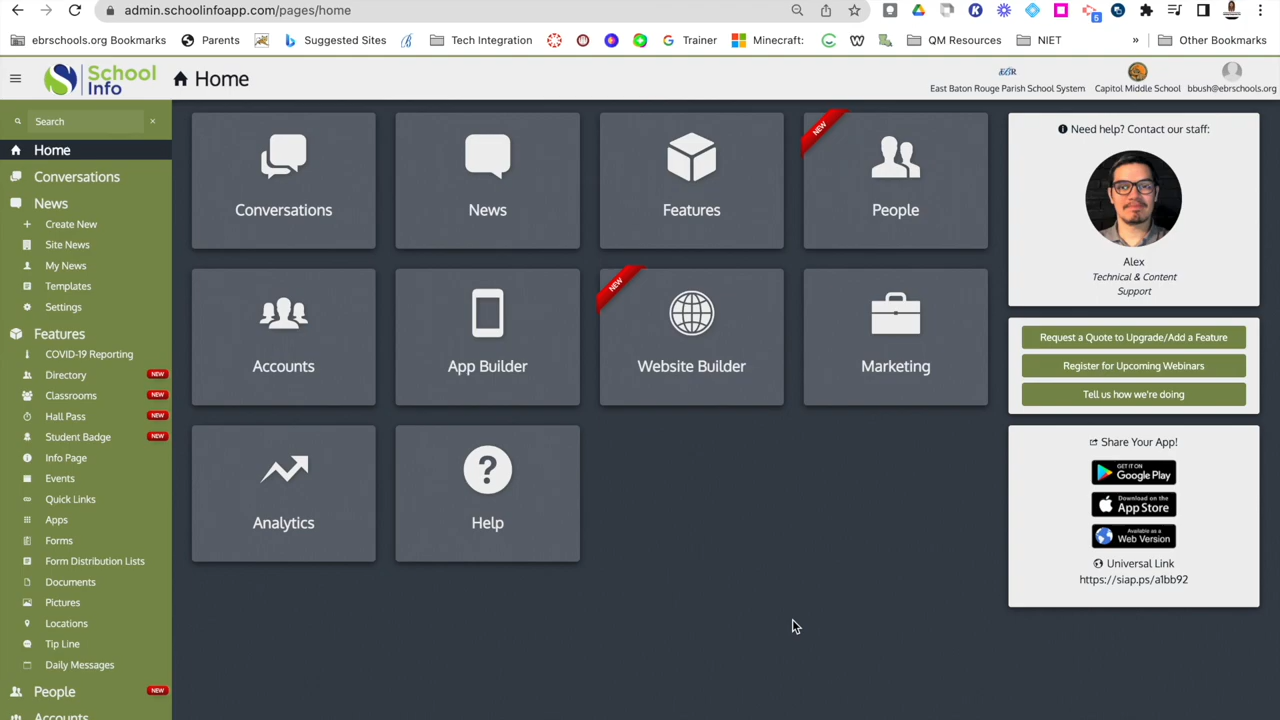 admin.schoolinfoapp.com/pages/home
5
ebrschools.org Bookmarks
Parents
Suggested Sites
Tech Integration
Trainer
Minecraft:
QM Resources
NIET
»
Other Bookmarks
School
Info
Home
EBR
East Baton Rouge Parish School System
Capitol Middle School
bbush@ebrschools.org
Search
×
Home
Conversations
News
Create New
Site News
My News
Templates
Settings
Features
COVID-19 Reporting
Directory NEW
Classrooms NEW
Hall Pass NEW
Student Badge NEW
Info Page
Events
Quick Links
Apps
Forms
Form Distribution Lists
Documents
Pictures
Locations
Tip Line
Daily Messages
People NEW
Accounts
Conversations
News
Features
NEW
People
Accounts
App Builder
NEW
Website Builder
Marketing
Analytics
?
Help
Need help? Contact our staff:
Alex
Technical & Content
Support
Request a Quote to Upgrade/Add a Feature
Register for Upcoming Webinars
Tell us how we're doing
Share Your App!
GET IT ON
Google Play
Download on the
App Store
Available as a
Web Version
Universal Link
https://siap.ps/a1bb92